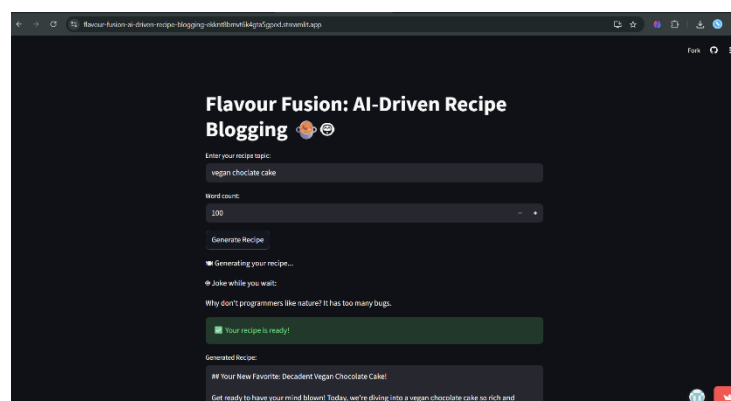 flavour-fusion-ai-driven-recipe-blogging-ekknt8bmvt6k4gta5gpxd.streamlit.app
Fork
Flavour Fusion: AI-Driven Recipe
Blogging
Enter your recipe topic:
vegan choclate cake
Word count:
100
Generate Recipe
Generating your recipe...
Joke while you wait:
Why don't programmers like nature? It has too many bugs.
Your recipe is ready!
Generated Recipe:
## Your New Favorite: Decadent Vegan Chocolate Cake!
Get ready to have your mind blown! Today, we're diving into a vegan chocolate cake so rich and